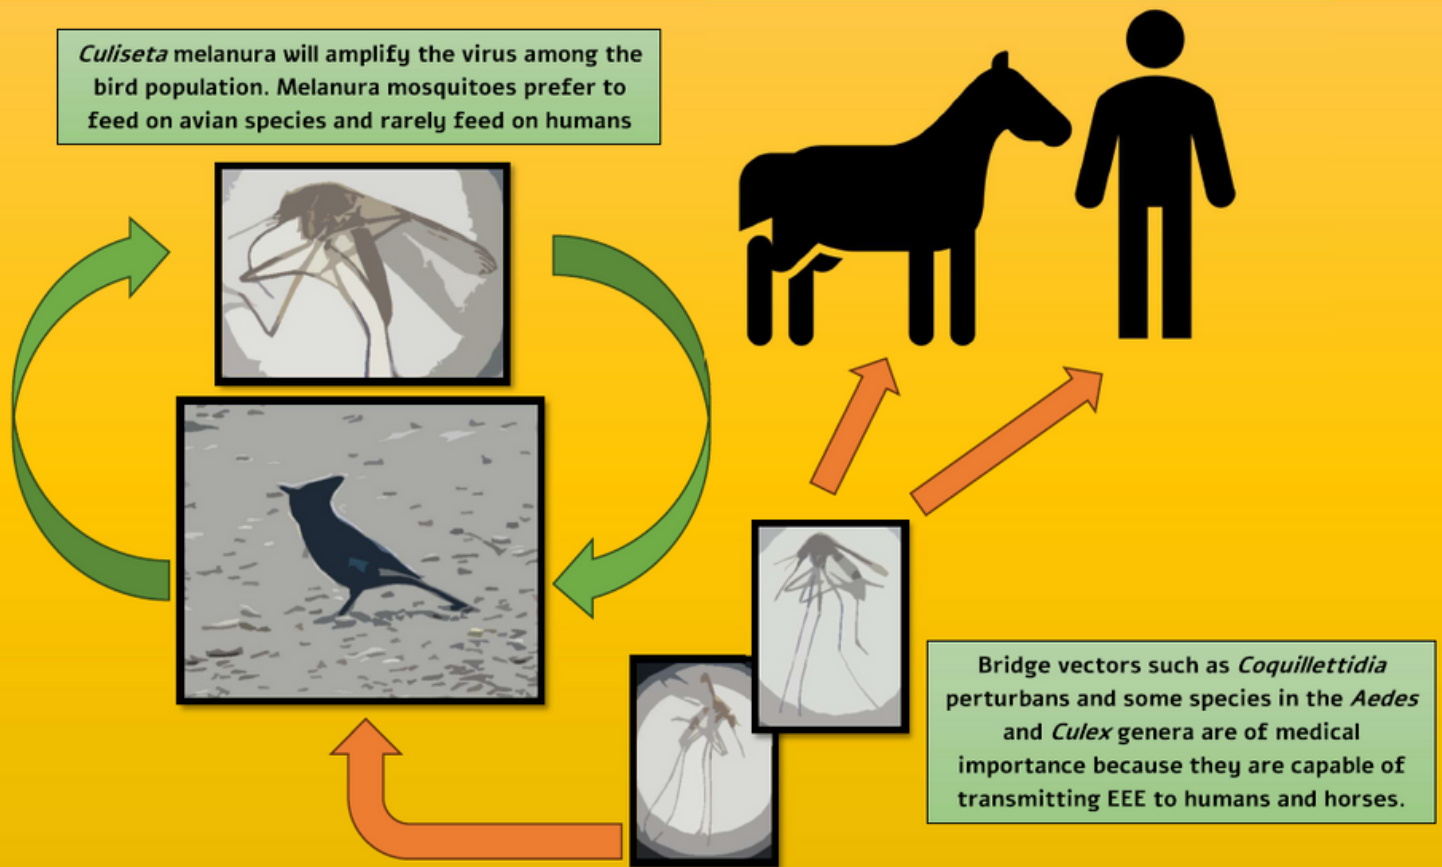 Culiseta melanura will amplify the virus among the
bird population. Melanura mosquitoes prefer to
feed on avian species and rarely feed on humans
Bridge vectors such as Coquillettidia
perturbans and some species in the Aedes
and Culex genera are of medical
importance because they are capable of
transmitting EEE to humans and horses.